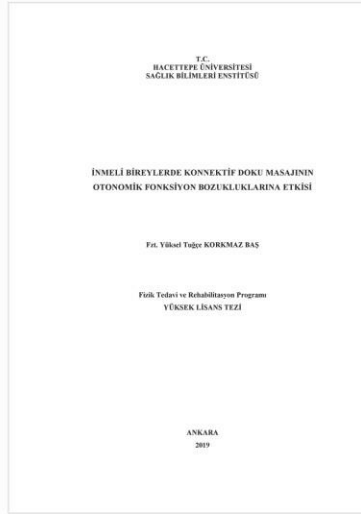 T.C.
HACETTEPE ÜNİVERSİTESİ
SAĞLIK BİLİMLERİ ENSTİTÜSÜ
İNMELİ BİREYLERDE KONNEKTİF DOKU MASAJININ
OTONOMİK FONKSİYON BOZUKLUKLARINA ETKİSİ
Fzt. Yüksel Tuğçe KORKMAZ BAŞ
Fizik Tedavi ve Rehabilitasyon Programı
YÜKSEK LİSANS TEZİ
ANKARA
2019